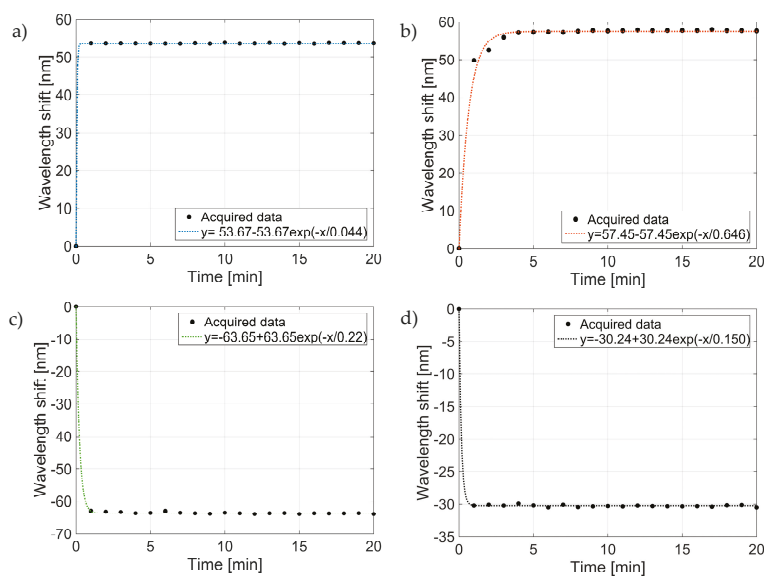 a)
Wavelength shift [nm]
60
50
40
30
20
10
0
Acquired data
y= 53.67-53.67exp(-x/0.044)
0 5 10 15 20
Time [min]
b)
Wavelength shift [nm]
60
50
40
30
20
10
0
Acquired data
y=57.45-57.45exp(-x/0.646)
0 5 10 15 20
Time [min]
c)
Wavelength shift [nm]
0
-10
-20
-30
-40
-50
-60
-70
Acquired data
y=-63.65+63.65exp(-x/0.22)
0 5 10 15 20
Time [min]
d)
Wavelength shift [nm]
0
-5
-10
-15
-20
-25
-30
-35
Acquired data
y=-30.24+30.24exp(-x/0.150)
0 5 10 15 20
Time [min]